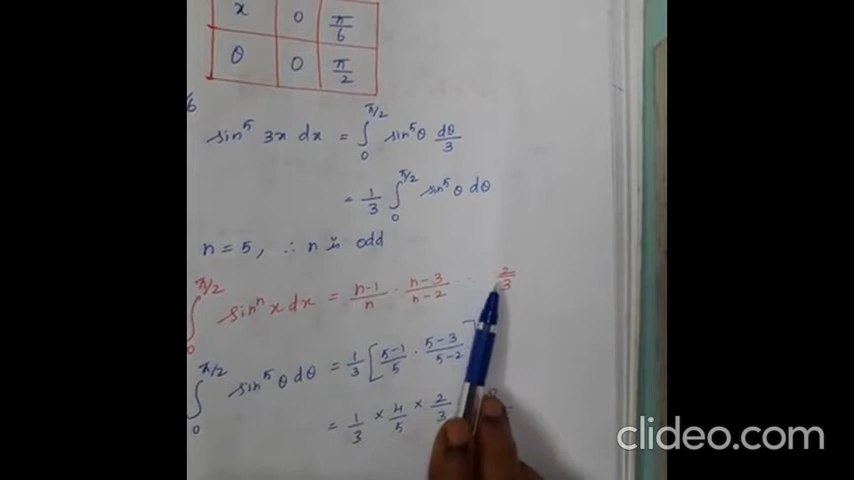 x 0 π/6
θ 0 π/2
sin⁵ 3x dx = ∫₀^(π/2) sin⁵θ dθ/3
= 1/3 ∫₀^(π/2) sin⁵θ dθ
n = 5, ∴ n is odd
∫₀^(π/2) sinⁿx dx = (n-1)/n · (n-3)/(n-2) · · 2/3
∫₀^(π/2) sin⁵θ dθ = 1/3 [ (5-1)/5 · (5-3)/(5-2) ]
= 1/3 × 4/5 × 2/3
clideo.com